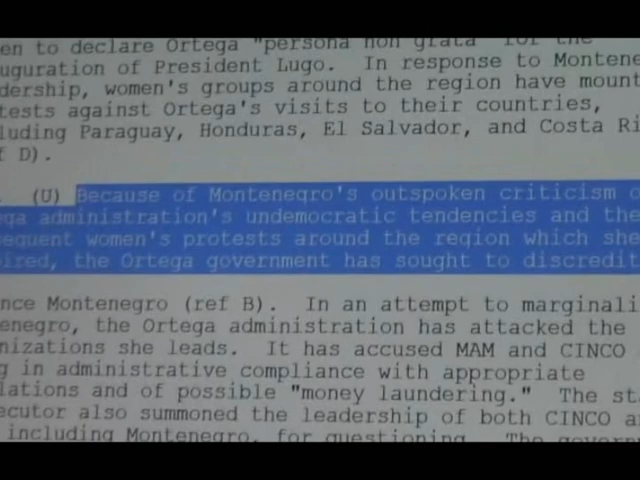 en to declare Ortega "persona non grata" for the
uguration of President Lugo. In response to Montene
dership, women's groups around the region have mount
tests against Ortega's visits to their countries,
luding Paraguay, Honduras, El Salvador, and Costa Ri
f D).
(U) Because of Montenegro's outspoken criticism o
ga administration's undemocratic tendencies and the
sequent women's protests around the region which she
pired, the Ortega government has sought to discredit
nce Montenegro (ref B). In an attempt to marginali
enegro, the Ortega administration has attacked the
nizations she leads. It has accused MAM and CINCO
g in administrative compliance with appropriate
lations and of possible "money laundering." The sta
ecutor also summoned the leadership of both CINCO a
including Montenegro, for questioning. The governm